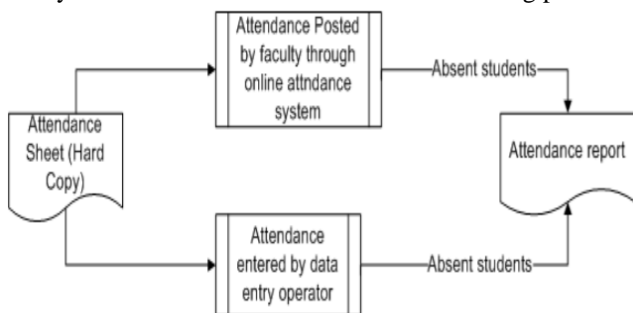 Attendance Posted
by faculty through
online attndance
system
Absent students
Attendance
Sheet (Hard
Copy)
Attendance report
Attendance
entered by data
entry operator
Absent students